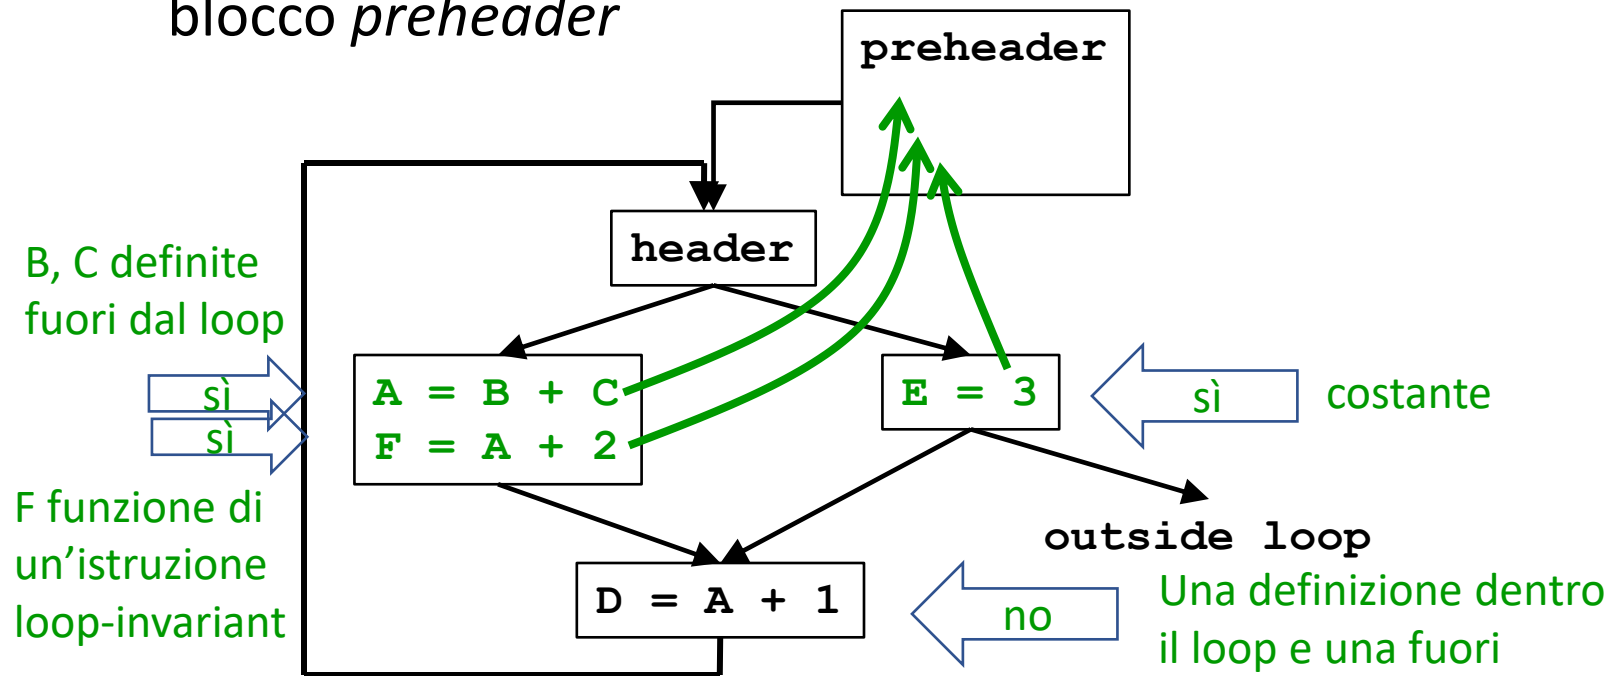 blocco preheader
preheader
header
B, C definite
fuori dal loop
sì
A = B + C
E = 3
sì
costante
sì
F = A + 2
F funzione di
un’istruzione
loop-invariant
outside loop
D = A + 1
no
Una definizione dentro
il loop e una fuori